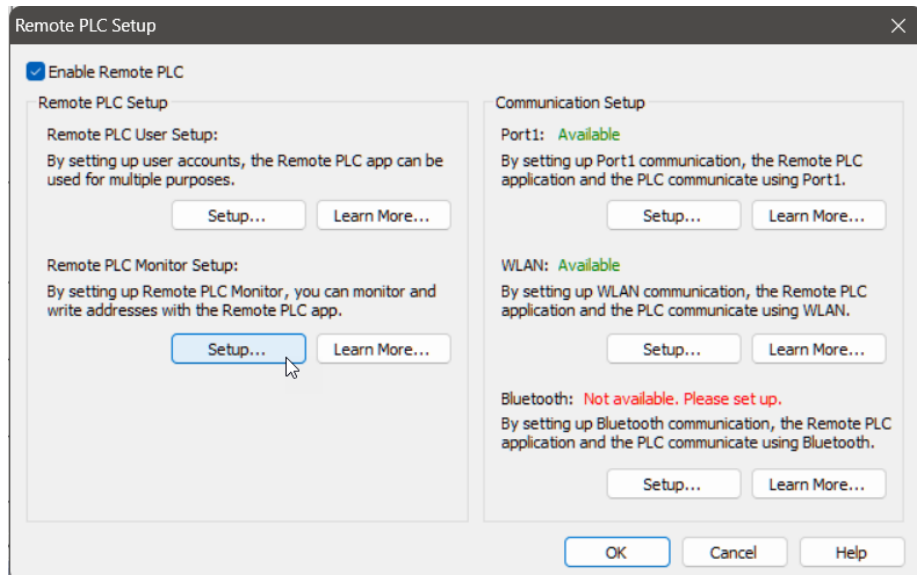 Remote PLC Setup
Enable Remote PLC
Remote PLC Setup
Remote PLC User Setup:
By setting up user accounts, the Remote PLC app can be
used for multiple purposes.
Setup... Learn More...
Remote PLC Monitor Setup:
By setting up Remote PLC Monitor, you can monitor and
write addresses with the Remote PLC app.
Setup... Learn More...
Communication Setup
Port1: Available
By setting up Port1 communication, the Remote PLC
application and the PLC communicate using Port1.
Setup... Learn More...
WLAN: Available
By setting up WLAN communication, the Remote PLC
application and the PLC communicate using WLAN.
Setup... Learn More...
Bluetooth: Not available. Please set up.
By setting up Bluetooth communication, the Remote PLC
application and the PLC communicate using Bluetooth.
Setup... Learn More...
OK Cancel Help